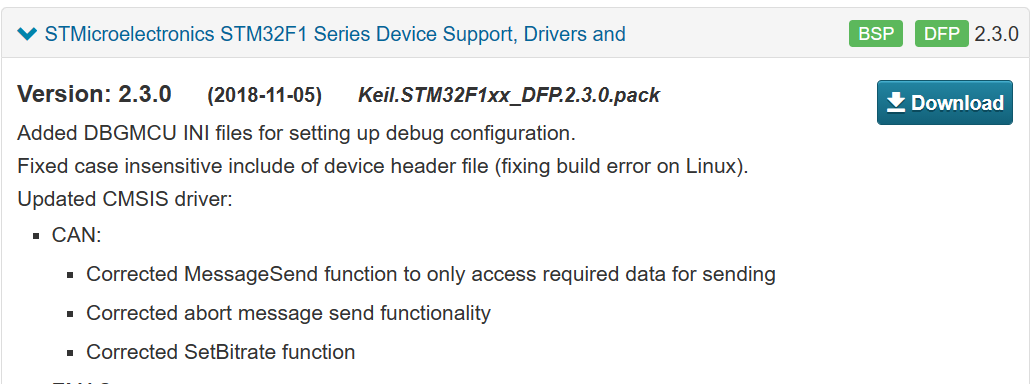 STMicroelectronics STM32F1 Series Device Support, Drivers and BSP DFP 2.3.0
Version: 2.3.0 (2018-11-05) Keil.STM32F1xx_DFP.2.3.0.pack Download
Added DBGMCU INI files for setting up debug configuration.
Fixed case insensitive include of device header file (fixing build error on Linux).
Updated CMSIS driver:
▪ CAN:
▪ Corrected MessageSend function to only access required data for sending
▪ Corrected abort message send functionality
▪ Corrected SetBitrate function